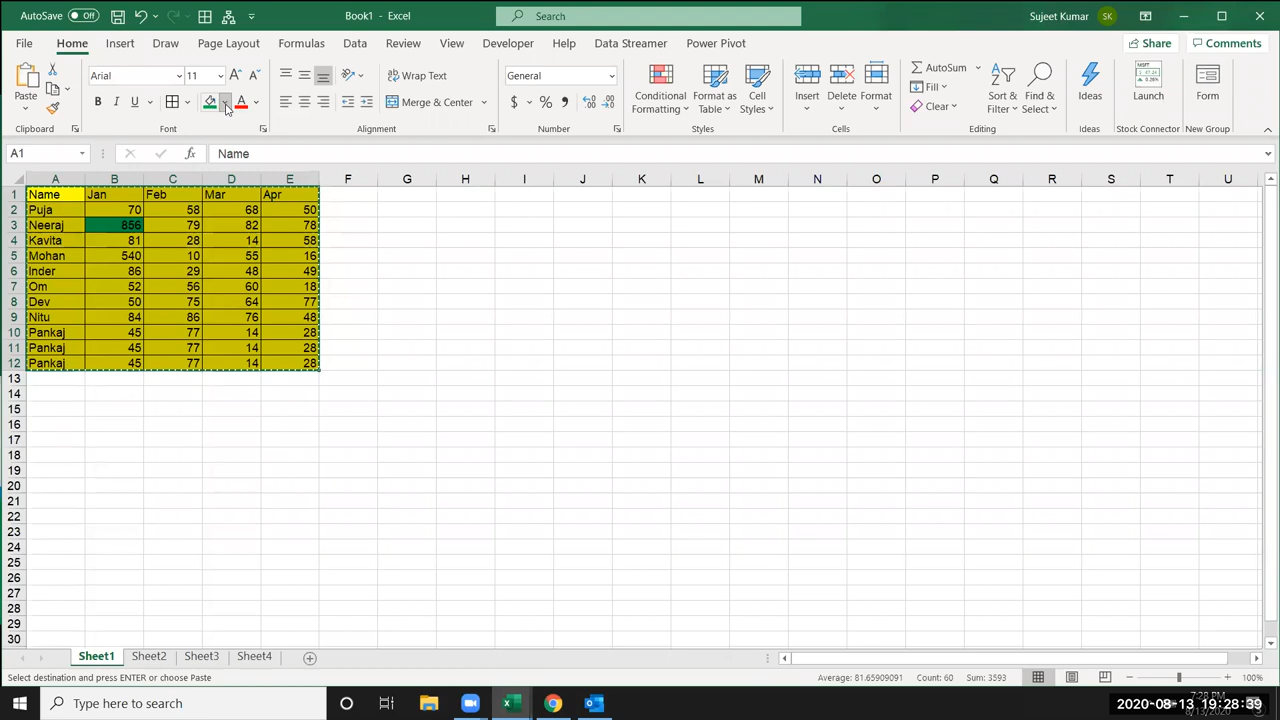 AutoSave Off Book1 - Excel Search Sujeet Kumar SK
File Home Insert Draw Page Layout Formulas Data Review View Developer Help Data Streamer Power Pivot Share Comments
Paste Arial 11 Wrap Text General Conditional Formatting Format as Table Cell Styles Insert Delete Format AutoSum Sort & Filter Find & Select Launch Form
B I U A Merge & Center $ % Fill Clear
Clipboard Font Alignment Number Styles Cells Editing Ideas Ideas Stock Connector New Group
A1 fx Name
A B C D E F G H I J K L M N O P Q R S T U
1 Name Jan Feb Mar Apr
2 Puja 70 58 68 50
3 Neeraj 856 79 82 78
4 Kavita 81 28 14 58
5 Mohan 540 10 55 16
6 Inder 86 29 48 49
7 Om 52 56 60 18
8 Dev 50 75 64 77
9 Nitu 84 86 76 48
10 Pankaj 45 77 14 28
11 Pankaj 45 77 14 28
12 Pankaj 45 77 14 28
13
14
15
16
17
18
19
20
21
22
23
24
25
26
27
28
29
30
Sheet1 Sheet2 Sheet3 Sheet4
Select destination and press ENTER or choose Paste Average: 81.65909091 Count: 60 Sum: 3593 100%
Type here to search 7:28 PM
8/13/2020
2020-08-13 19:28:39